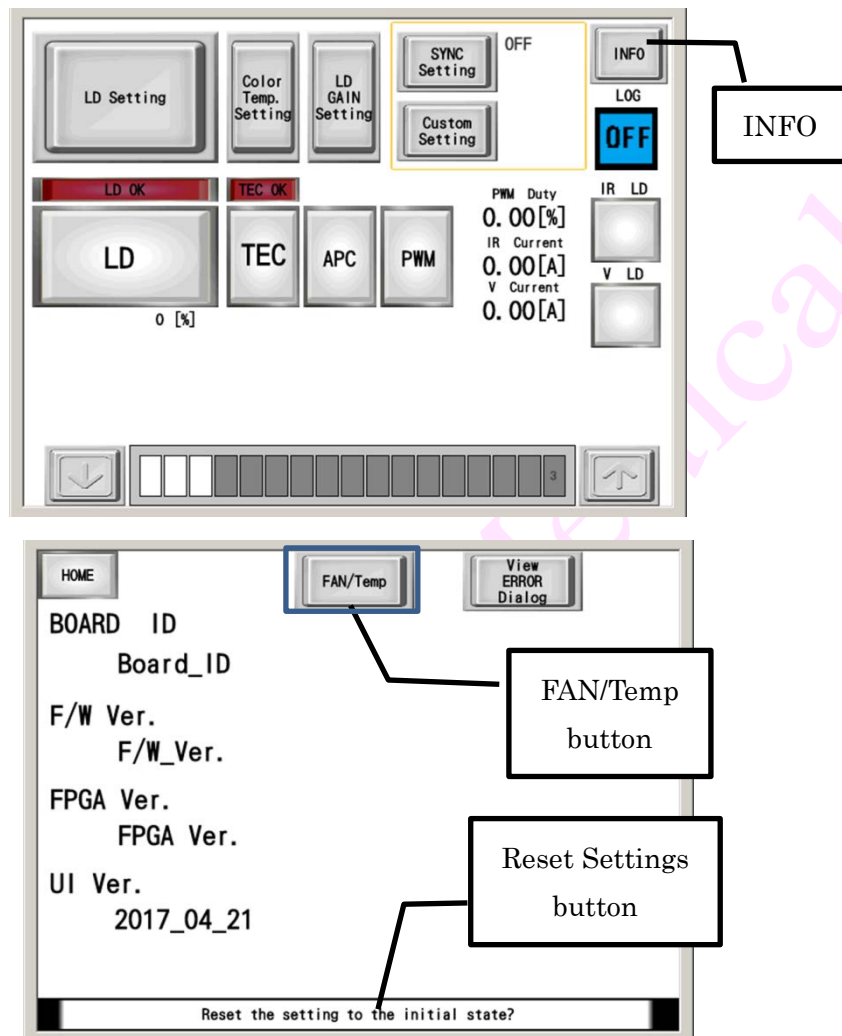 LD Setting
Color
Temp.
Setting
LD
GAIN
Setting
SYNC
Setting
OFF
Custom
Setting
INFO
LOG
OFF
INFO
LD OK
TEC OK
LD
TEC
APC
PWM
0 [%]
PWM Duty
0.00[%]
IR Current
0.00[A]
V Current
0.00[A]
IR LD
V LD
3
HOME
FAN/Temp
View
ERROR
Dialog
BOARD ID
Board_ID
F/W Ver.
F/W_Ver.
FPGA Ver.
FPGA Ver.
UI Ver.
2017_04_21
FAN/Temp
button
Reset Settings
button
Reset the setting to the initial state?